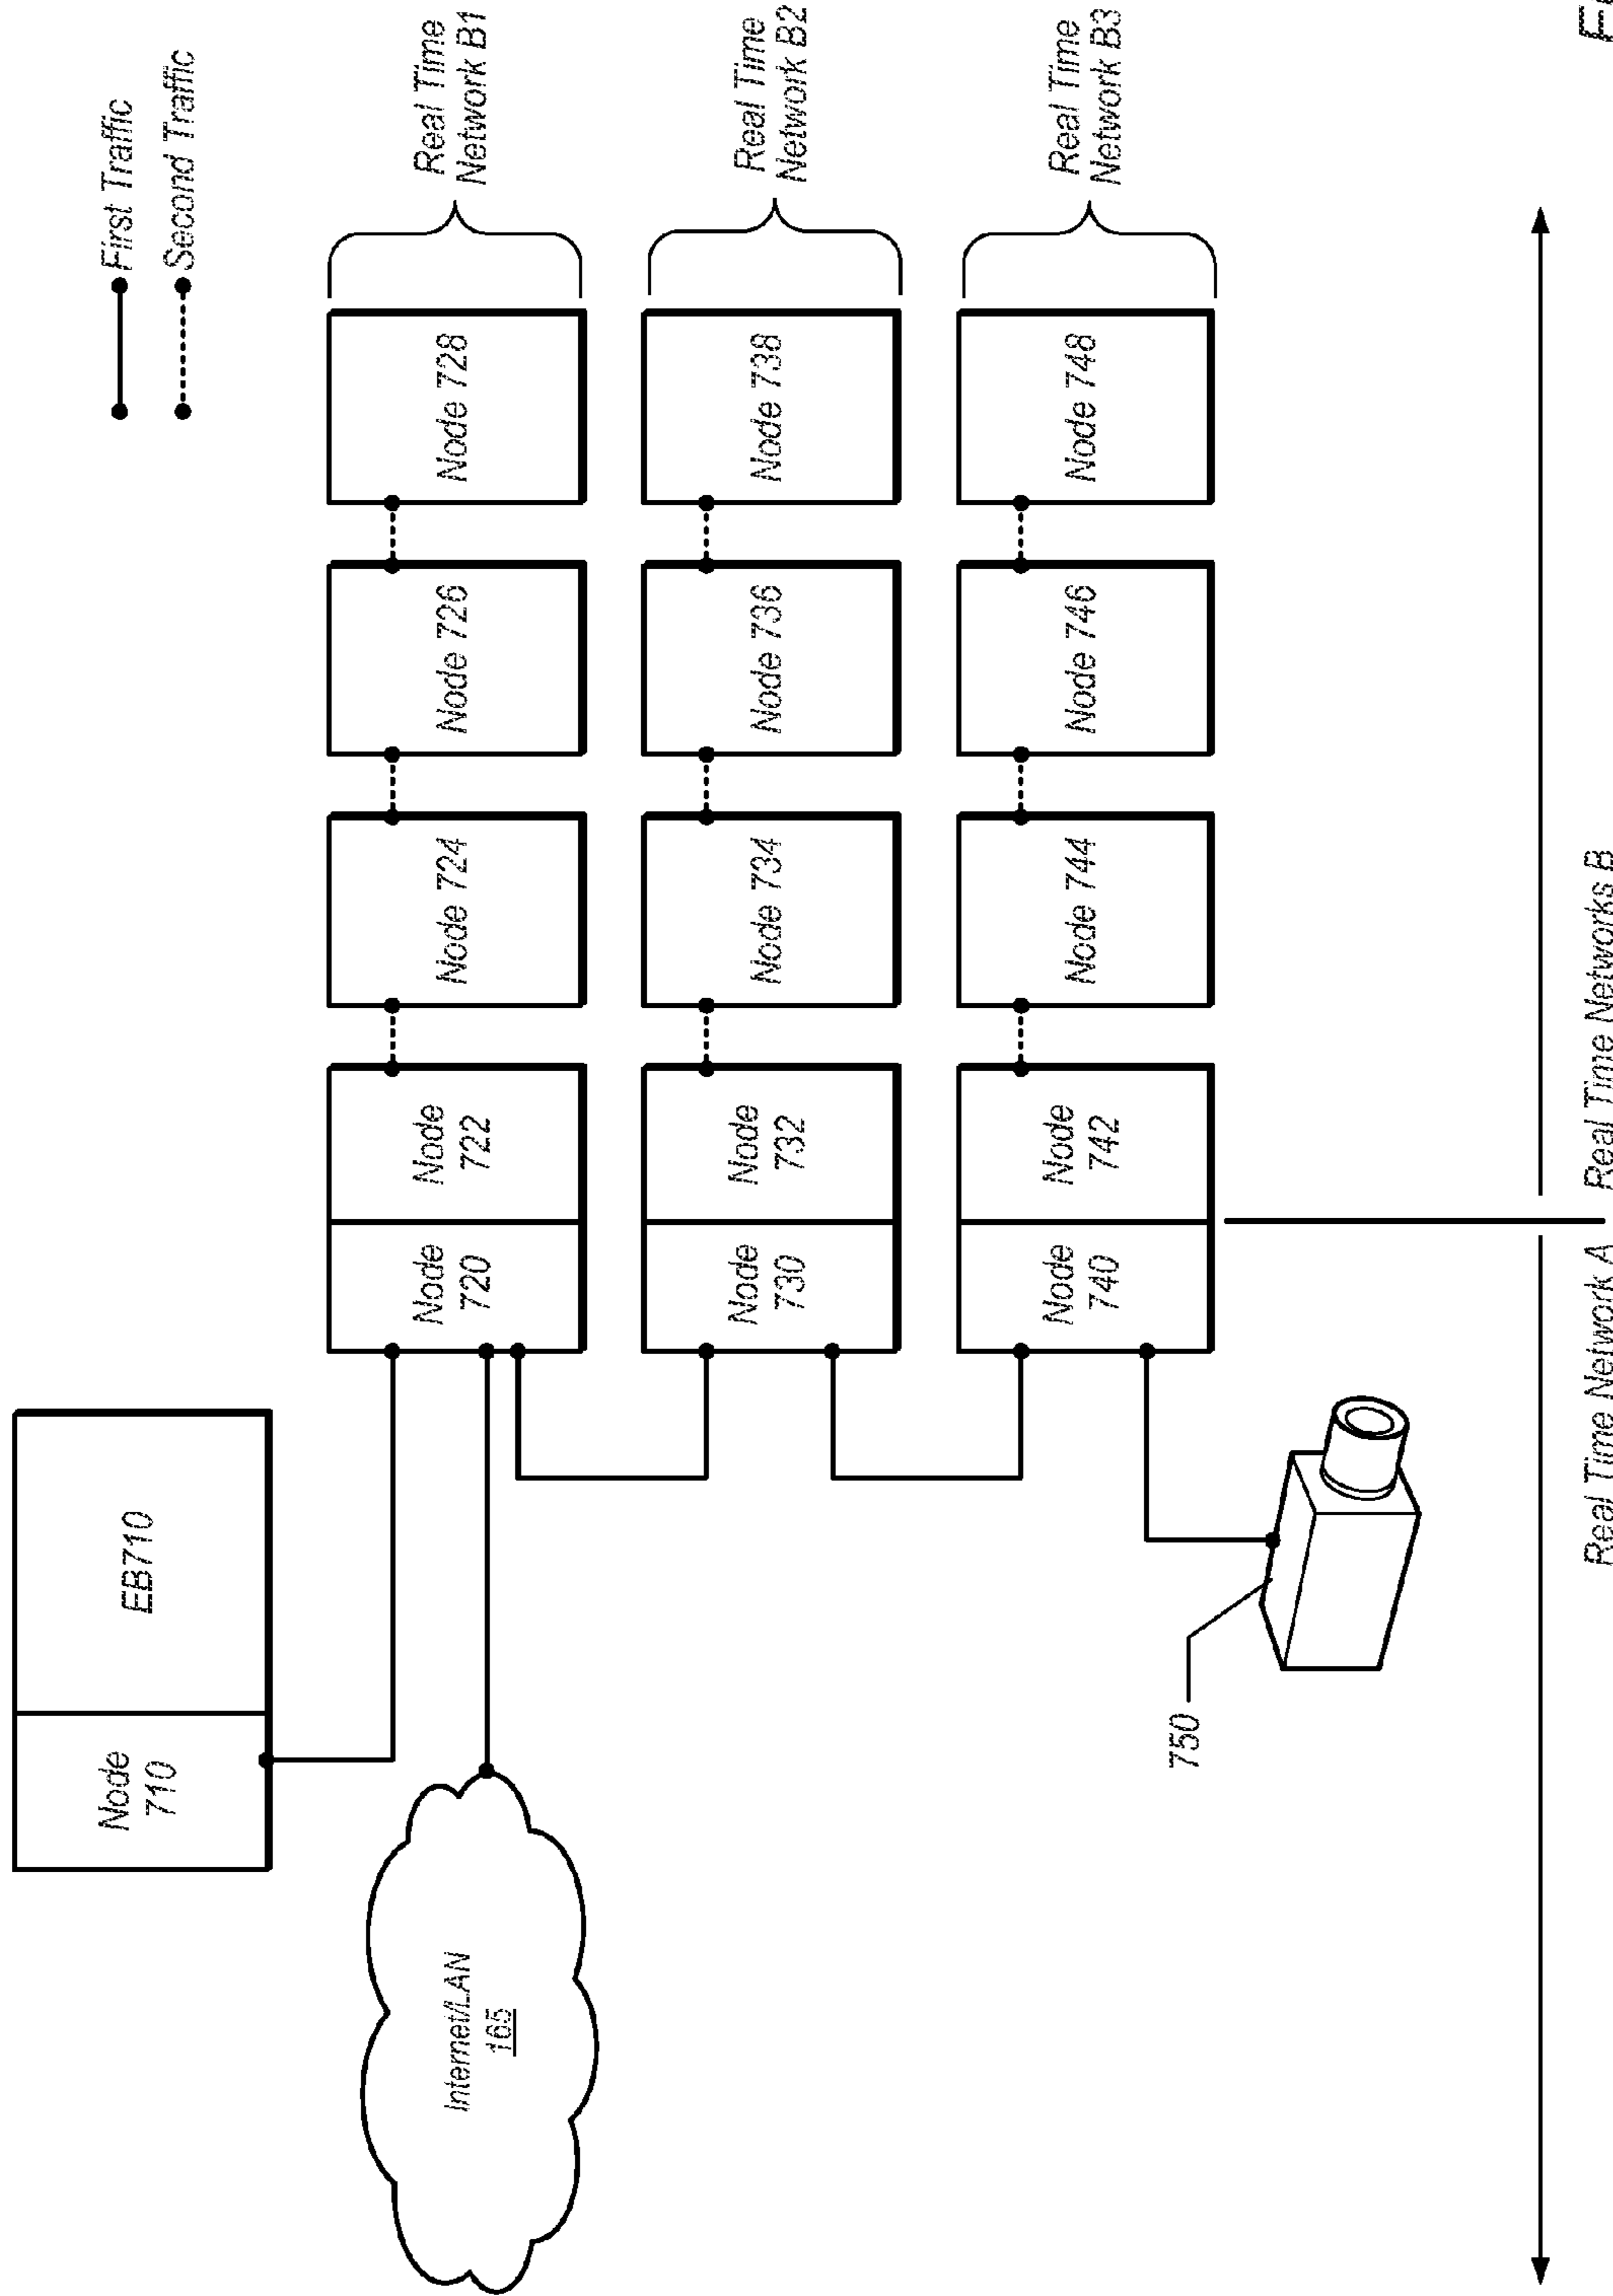 First Traffic
Second Traffic
Node
710
EB710
Internet/LAN
165
Node
720
Node
722
Node 724
Node 726
Node 728
Real Time
Network B1
Node
730
Node
732
Node 734
Node 736
Node 738
Real Time
Network B2
Node
740
Node
742
Node 744
Node 746
Node 748
Real Time
Network B3
750
Real Time Network A
Real Time Networks B